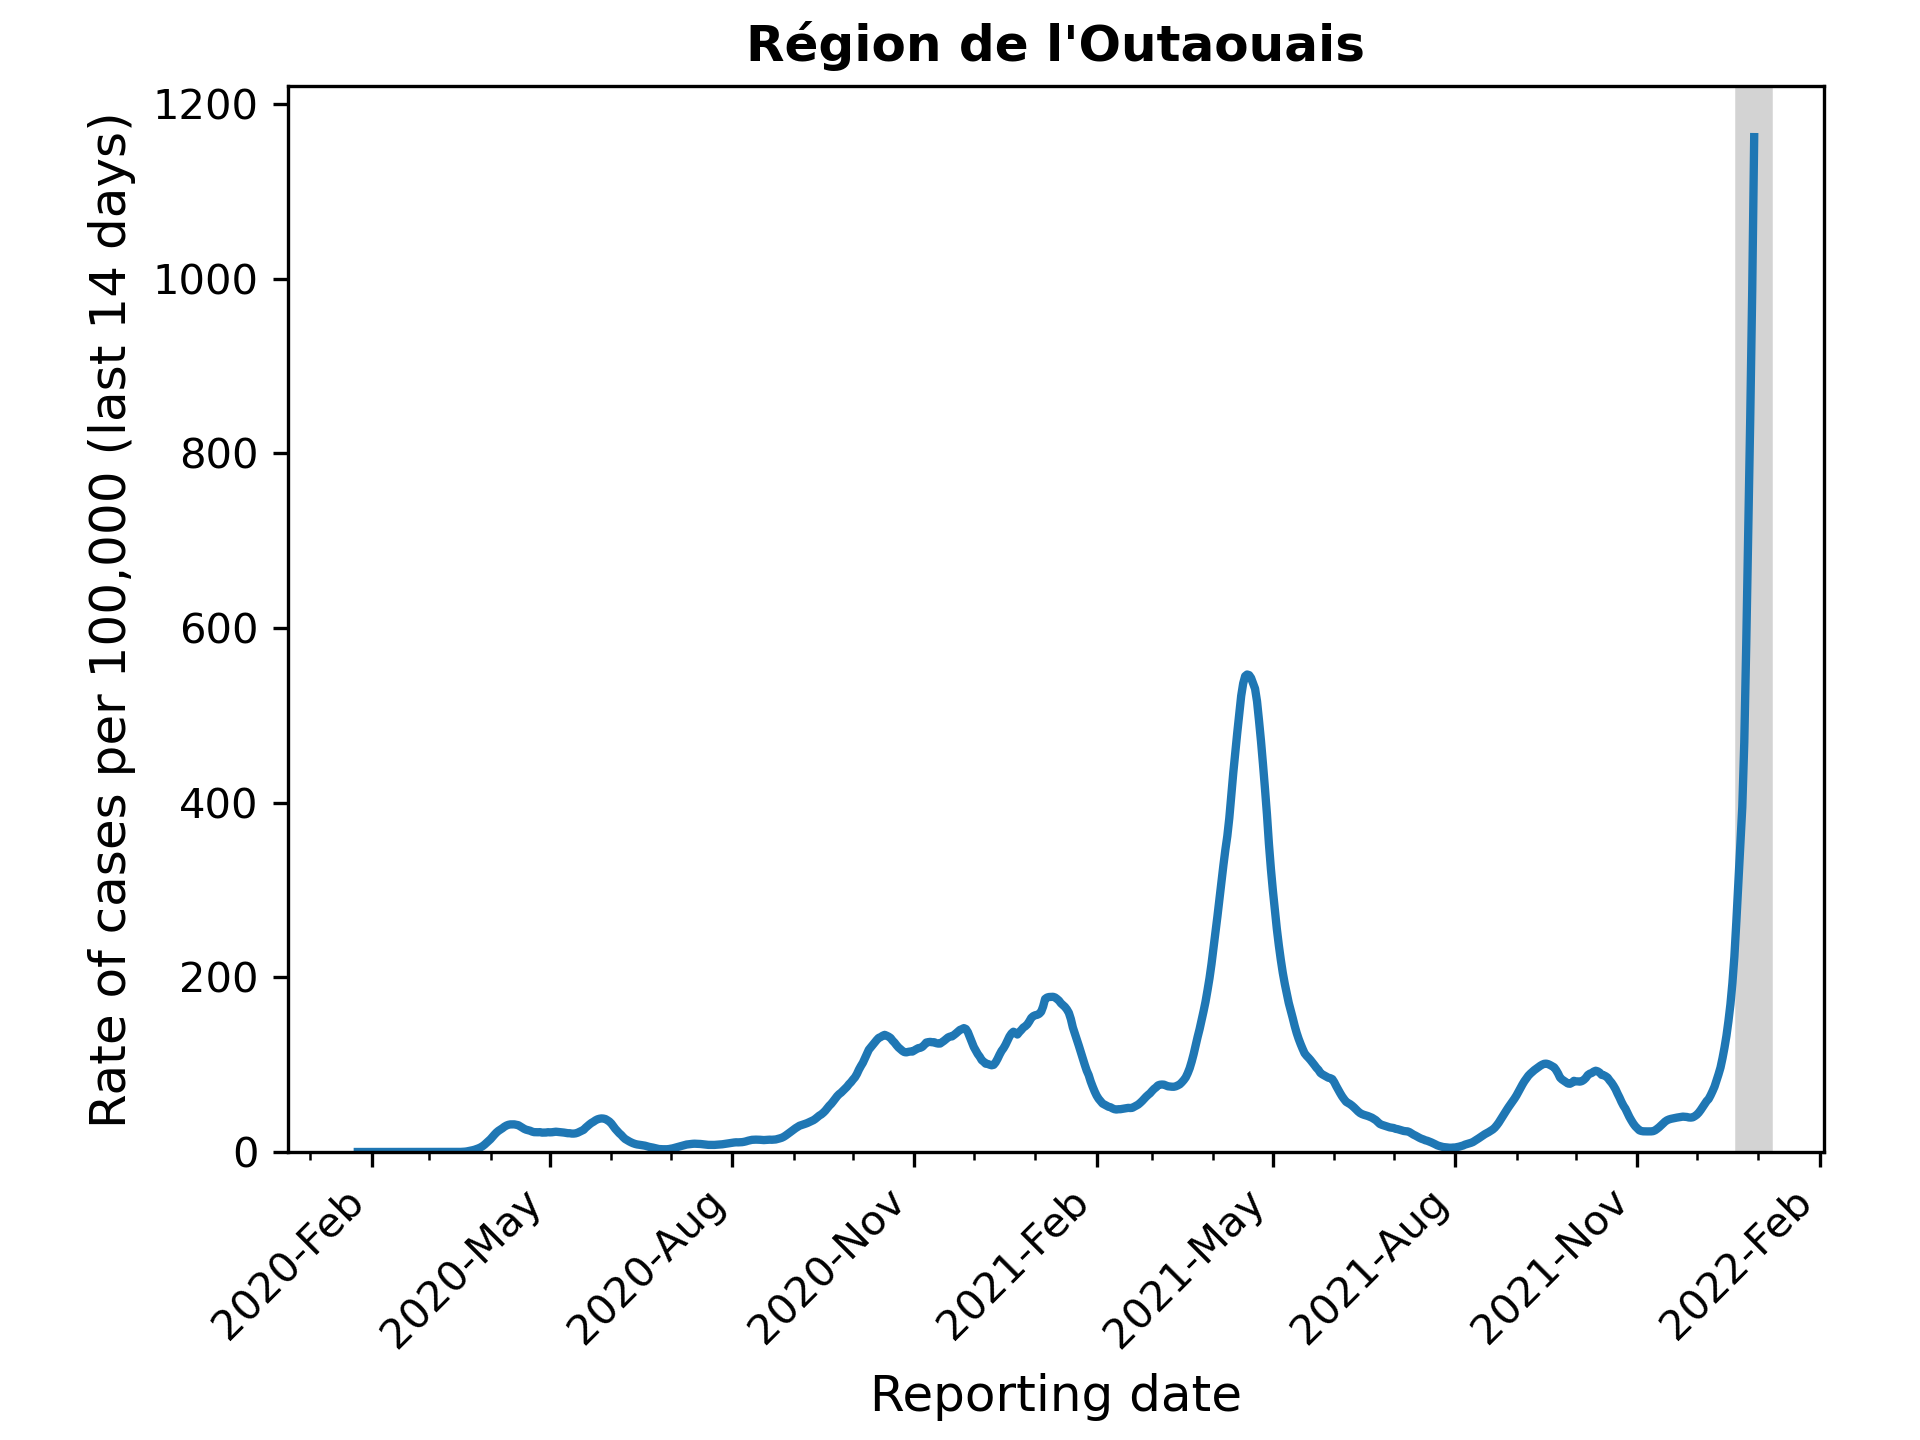 Région de l'Outaouais
Rate of cases per 100,000 (last 14 days)
1200
1000
800
600
400
200
0
2020-Feb
2020-May
2020-Aug
2020-Nov
2021-Feb
2021-May
2021-Aug
2021-Nov
2022-Feb
Reporting date